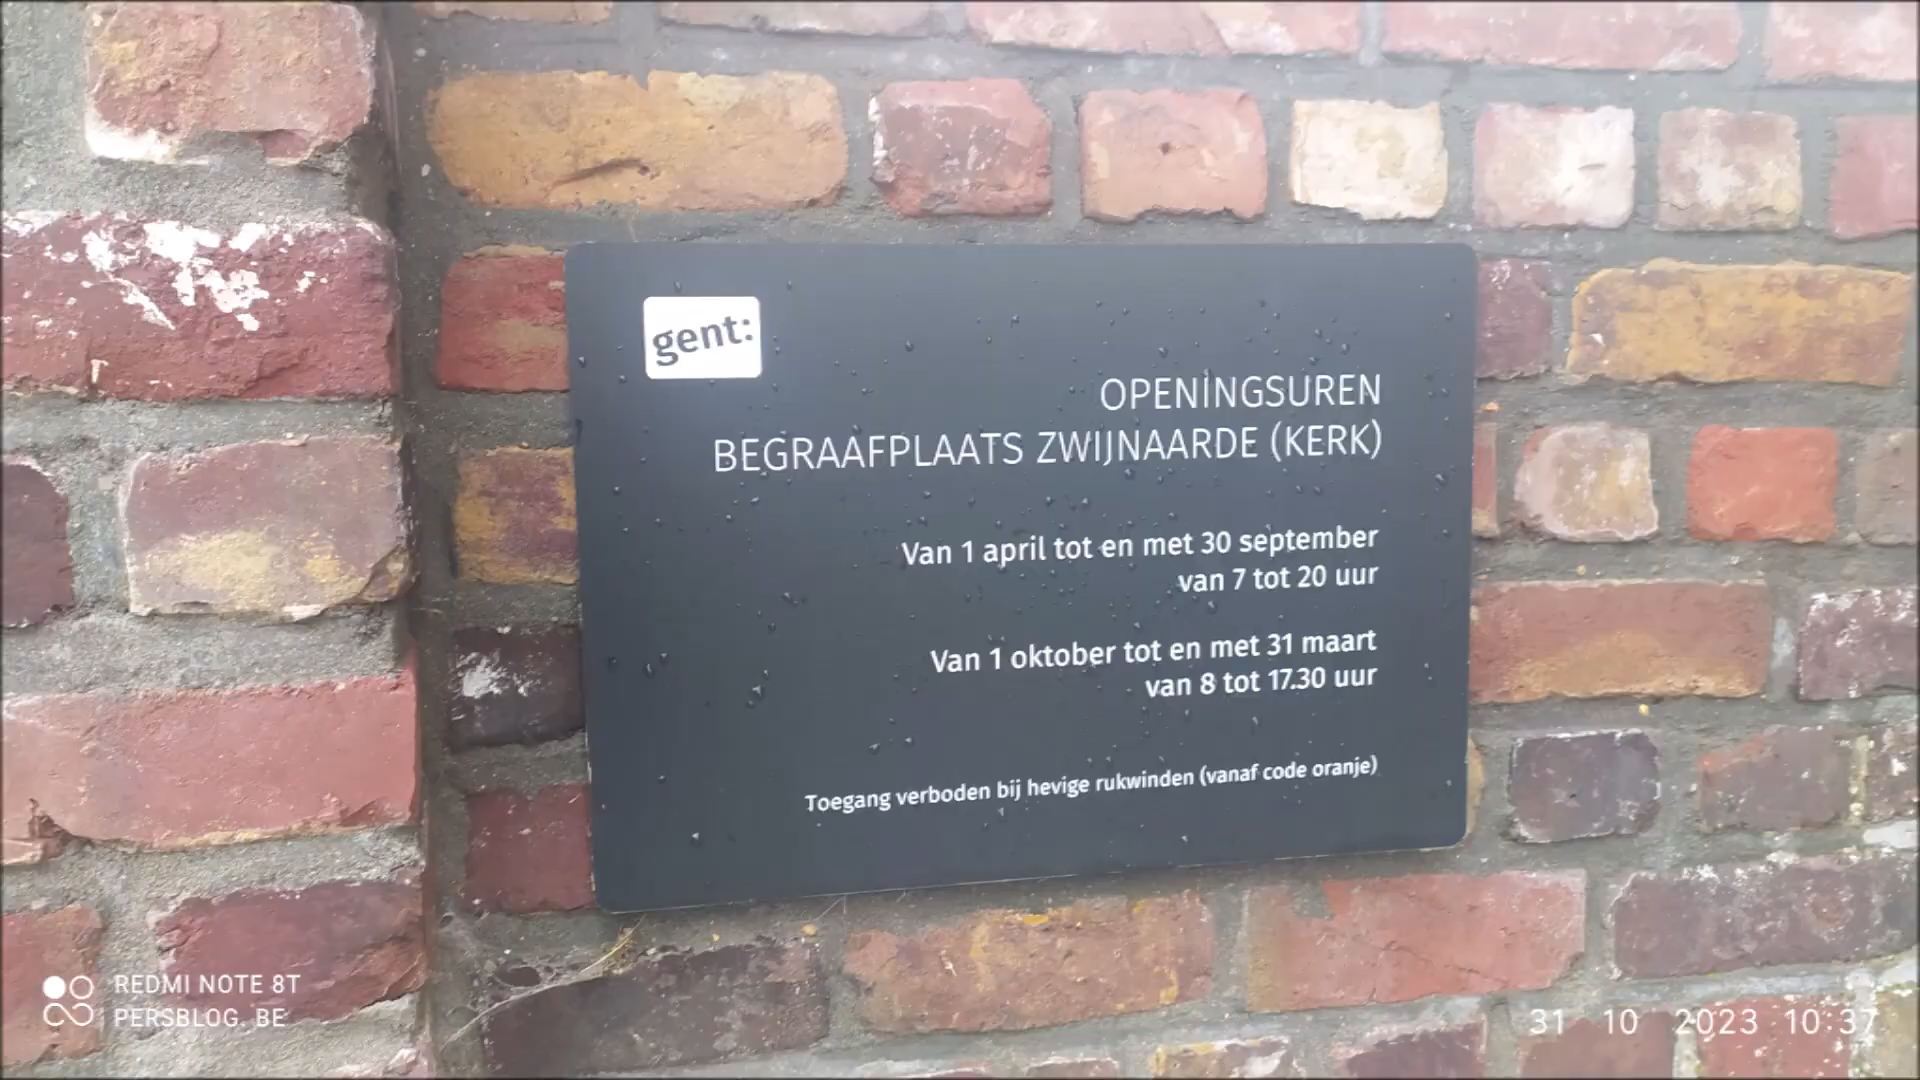 gent:
OPENINGSUREN
BEGRAAFPLAATS ZWIJNAARDE (KERK)
Van 1 april tot en met 30 september
van 7 tot 20 uur
Van 1 oktober tot en met 31 maart
van 8 tot 17.30 uur
Toegang verboden bij hevige rukwinden (vanaf code oranje)
REDMI NOTE 8T
PERSBLOG. BE
31 10 2023 10:37